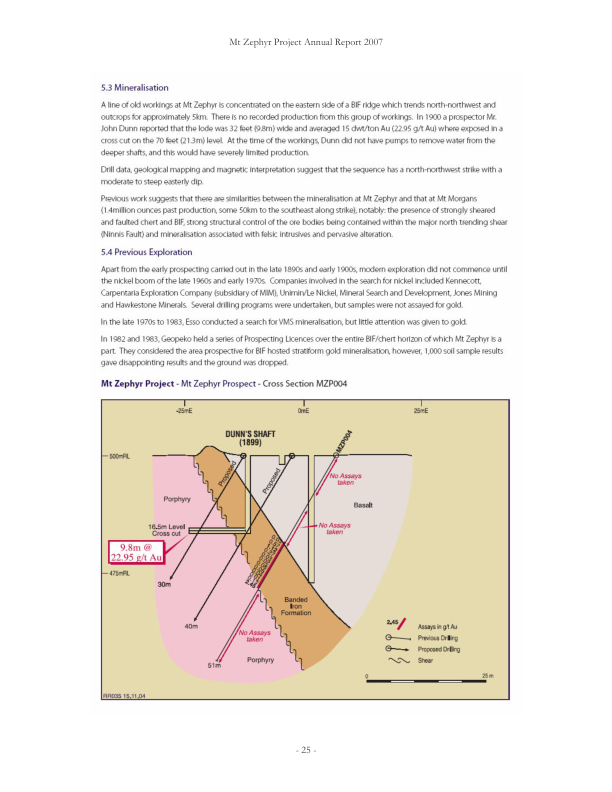 Mt Zephyr Project Annual Report 2007
5.3 Mineralisation
A line of old workings at Mt Zephyr is concentrated on the eastern side of a BIF ridge which trends north-northwest and
outcrops for approximately 5km. There is no recorded production from this group of workings. In 1900 a prospector Mr.
John Dunn reported that the lode was 32 feet (9.8m) wide and averaged 15 dwt/ton Au (22.95 g/t Au) where exposed in a
cross cut on the 70 feet (21.3m) level. At the time of the workings, Dunn did not have pumps to remove water from the
deeper shafts, and this would have severely limited production.
Drill data, geological mapping and magnetic interpretation suggest that the sequence has a north-northwest strike with a
moderate to steep easterly dip.
Previous work suggests that there are similarities between the mineralisation at Mt Zephyr and that at Mt Morgans
(1.4million ounces past production, some 50km to the southeast along strike), notably: the presence of strongly sheared
and faulted chert and BIF, strong structural control of the ore bodies being contained within the major north trending shear
(Ninnis Fault) and mineralisation associated with felsic intrusives and pervasive alteration.
5.4 Previous Exploration
Apart from the early prospecting carried out in the late 1890s and early 1900s, modern exploration did not commence until
the nickel boom of the late 1960s and early 1970s. Companies involved in the search for nickel included Kennecott,
Carpentaria Exploration Company (subsidiary of MIM), Unimin/Le Nickel, Mineral Search and Development, Jones Mining
and Hawkestone Minerals. Several drilling programs were undertaken, but samples were not assayed for gold.
In the late 1970s to 1983, Esso conducted a search for VMS mineralisation, but little attention was given to gold.
In 1982 and 1983, Geopeko held a series of Prospecting Licences over the entire BIF/chert horizon of which Mt Zephyr is a
part. They considered the area prospective for BIF hosted stratiform gold mineralisation, however, 1,000 soil sample results
gave disappointing results and the ground was dropped.
Mt Zephyr Project - Mt Zephyr Prospect - Cross Section MZP004
-25mE
0mE
25mE
DUNN'S SHAFT
(1899)
MZP004
500mRL
Proposed
Proposed
No Assays
taken
Porphyry
Basalt
16.5m Level
Cross cut
No Assays
taken
9.8m @
22.95 g/t Au
475mRL
30m
Banded
Iron
Formation
40m
No Assays
taken
51m
Porphyry
2.45
Assays in g/t Au
Previous Drilling
Proposed Drilling
Shear
0
25 m
RR03S 15,11,04
- 25 -